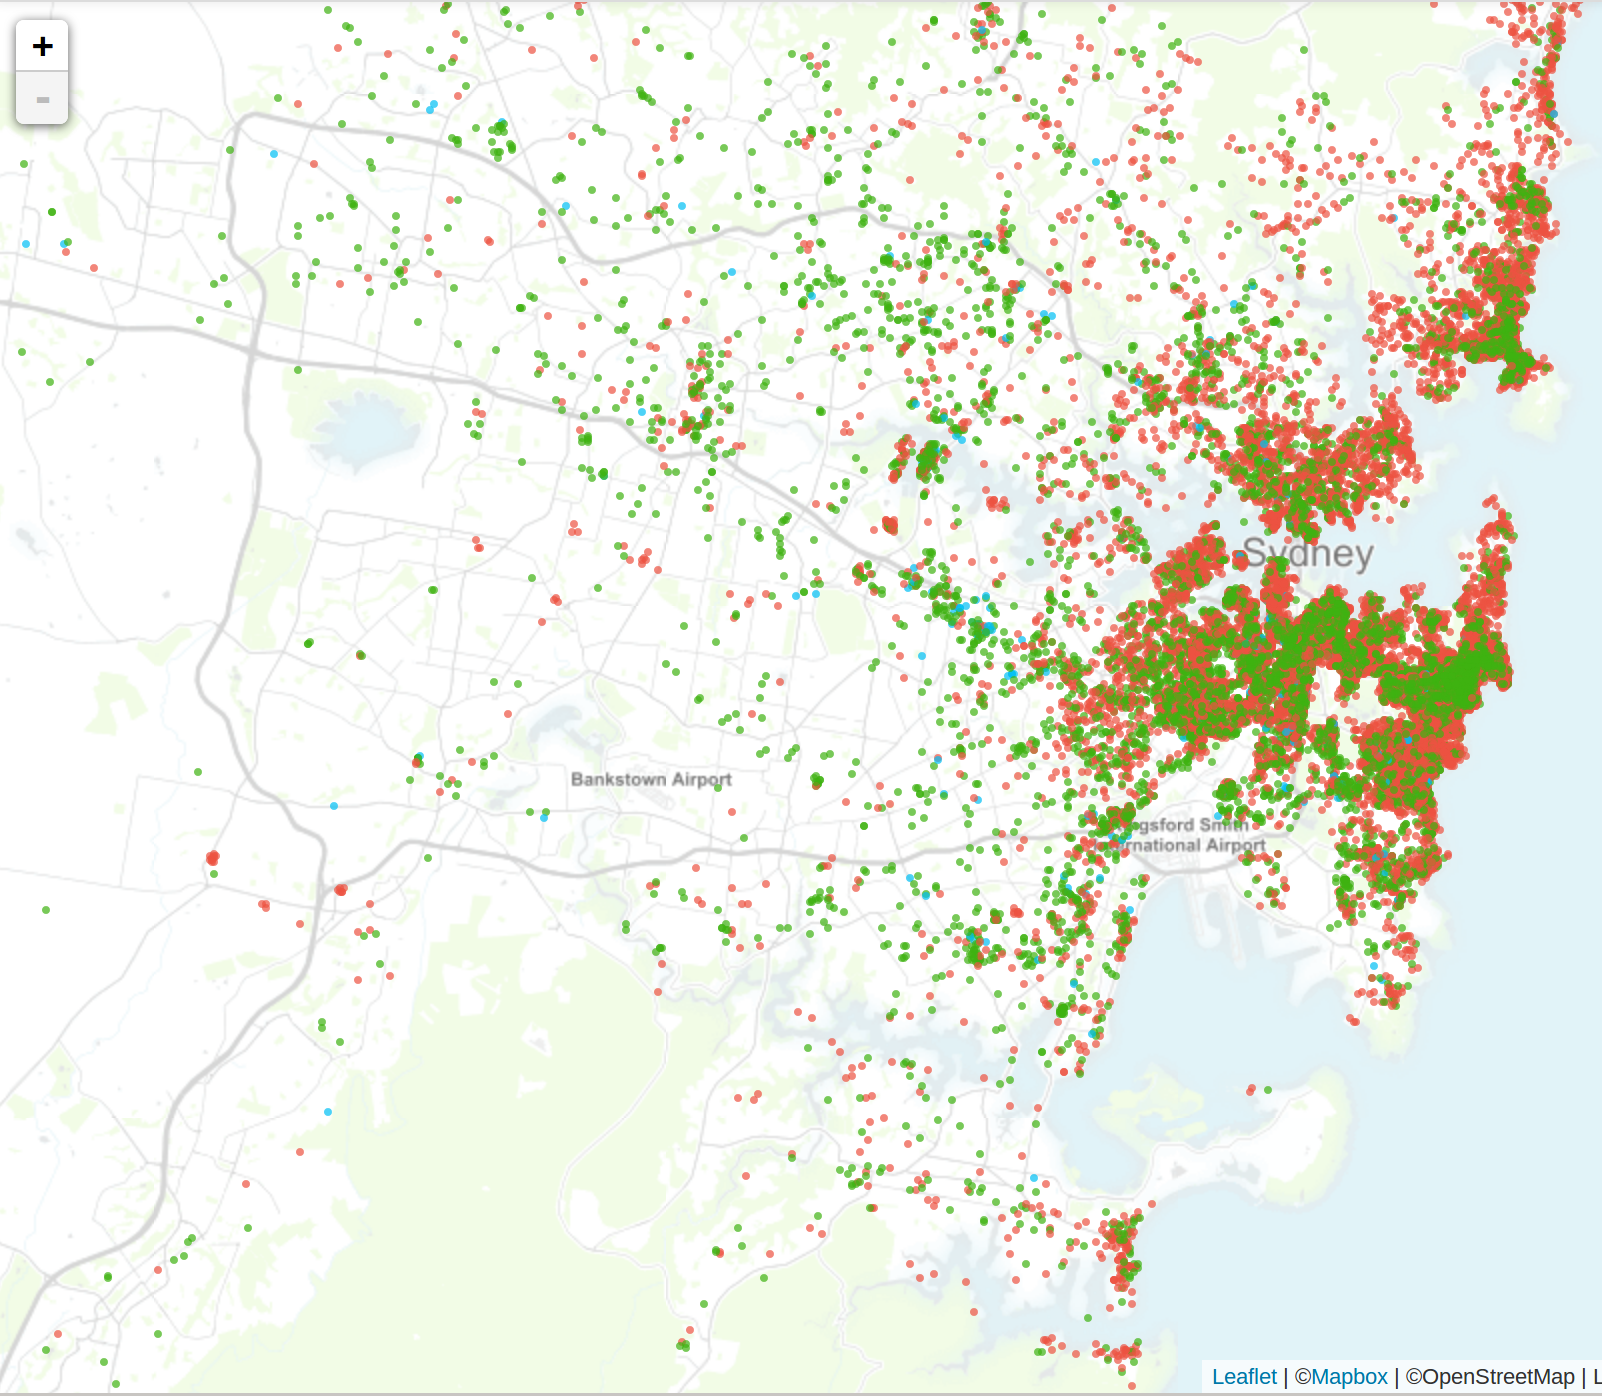 +
-
Sydney
Bankstown Airport
gsford Smith
rnational Airport
Leaflet | ©Mapbox | ©OpenStreetMap | L